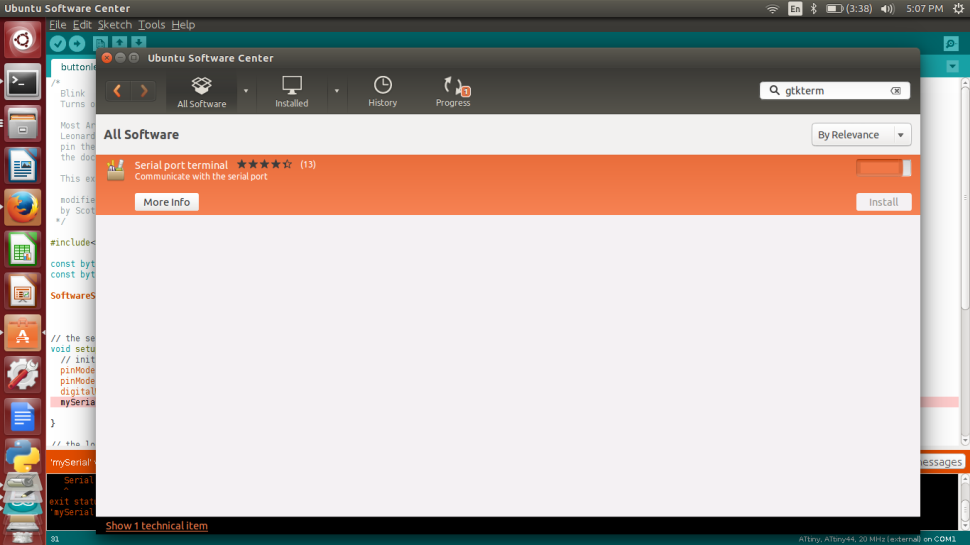 Ubuntu Software Center
En
(3:38)
5:07 PM
File Edit Sketch Tools Help
Ubuntu Software Center
All Software
Installed
History
Progress
1
gtkterm
All Software
By Relevance
Serial port terminal (13)
Communicate with the serial port
More Info
Install
Show 1 technical item
buttonle
/*
Blink
Turns o
Most Ar
Leonard
pin the
the doc
This ex
modifie
by Scot
*/
#include<
const byt
const byt
SoftwareS
// the se
void setu
// init
pinMode
pinMode
digital
mySeria
}
// the lo
'mySerial'
essages
Serial
^
exit stat
'mySerial
31
ATtiny, ATtiny44, 20 MHz (external) on COM1